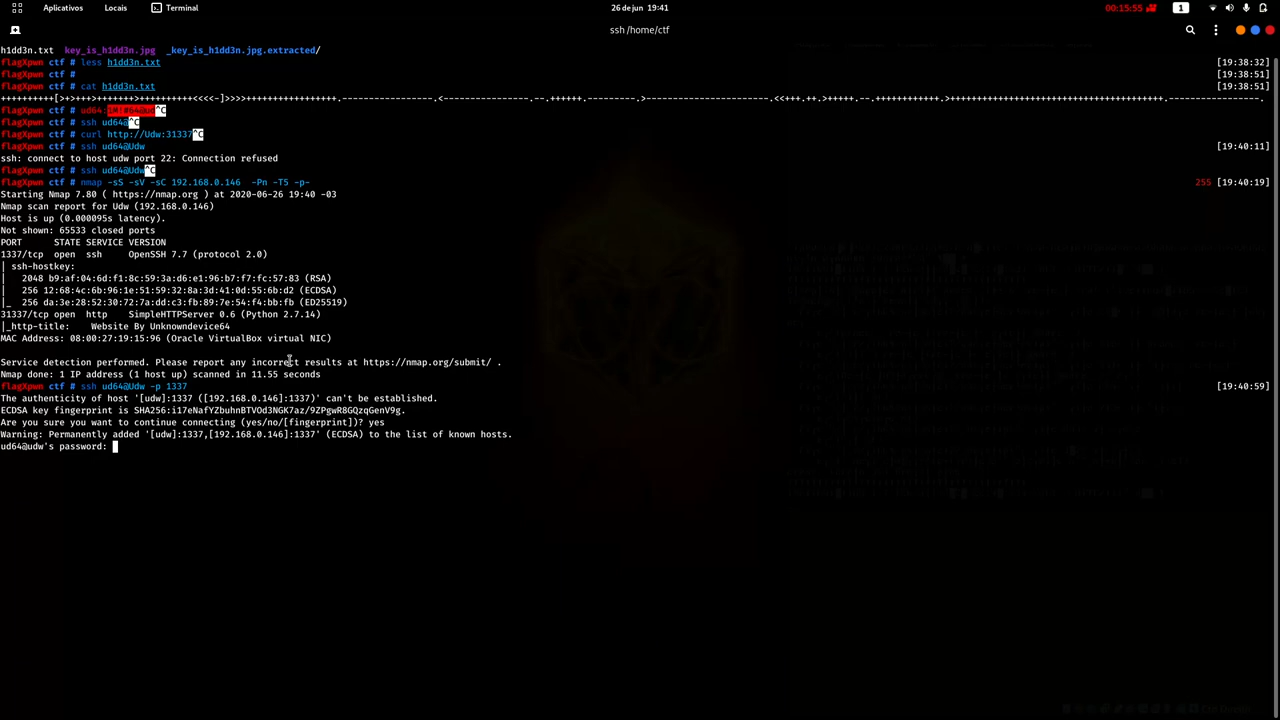 Aplicativos Locais Terminal 26 de jun 19:41 00:15:55 1
ssh /home/ctf
h1dd3n.txt key_is_h1dd3n.jpg _key_is_h1dd3n.jpg.extracted/
flagXpwn ctf # less h1dd3n.txt [19:38:32]
flagXpwn ctf # [19:38:51]
flagXpwn ctf # cat h1dd3n.txt [19:38:51]
flagXpwn ctf # ud64: ^C
flagXpwn ctf # ssh ud64@^C
flagXpwn ctf # curl http://Udw:31337^C
flagXpwn ctf # ssh ud64@Udw [19:40:11]
ssh: connect to host udw port 22: Connection refused
flagXpwn ctf # ssh ud64@Udw^C
flagXpwn ctf # nmap -sS -sV -sC 192.168.0.146 -Pn -T5 -p- 255 [19:40:19]
Starting Nmap 7.80 ( https://nmap.org ) at 2020-06-26 19:40 -03
Nmap scan report for Udw (192.168.0.146)
Host is up (0.000095s latency).
Not shown: 65533 closed ports
PORT STATE SERVICE VERSION
1337/tcp open ssh OpenSSH 7.7 (protocol 2.0)
| ssh-hostkey:
| 2048 b9:af:04:6d:f1:8c:59:3a:d6:e1:96:b7:f7:fc:57:83 (RSA)
| 256 12:68:4c:6b:96:1e:51:59:32:8a:3d:41:0d:55:6b:d2 (ECDSA)
|_ 256 da:3e:28:52:30:72:7a:dd:c3:fb:89:7e:54:f4:bb:fb (ED25519)
31337/tcp open http SimpleHTTPServer 0.6 (Python 2.7.14)
|_http-title: Website By Unknowndevice64
MAC Address: 08:00:27:19:15:96 (Oracle VirtualBox virtual NIC)
Service detection performed. Please report any incorrect results at https://nmap.org/submit/ .
Nmap done: 1 IP address (1 host up) scanned in 11.55 seconds
flagXpwn ctf # ssh ud64@Udw -p 1337 [19:40:59]
The authenticity of host '[udw]:1337 ([192.168.0.146]:1337)' can't be established.
ECDSA key fingerprint is SHA256:i17eNafYZbuhnBTVOd3NGK7az/9ZPgwR8GQzqGenV9g.
Are you sure you want to continue connecting (yes/no/[fingerprint])? yes
Warning: Permanently added '[udw]:1337,[192.168.0.146]:1337' (ECDSA) to the list of known hosts.
ud64@udw's password: